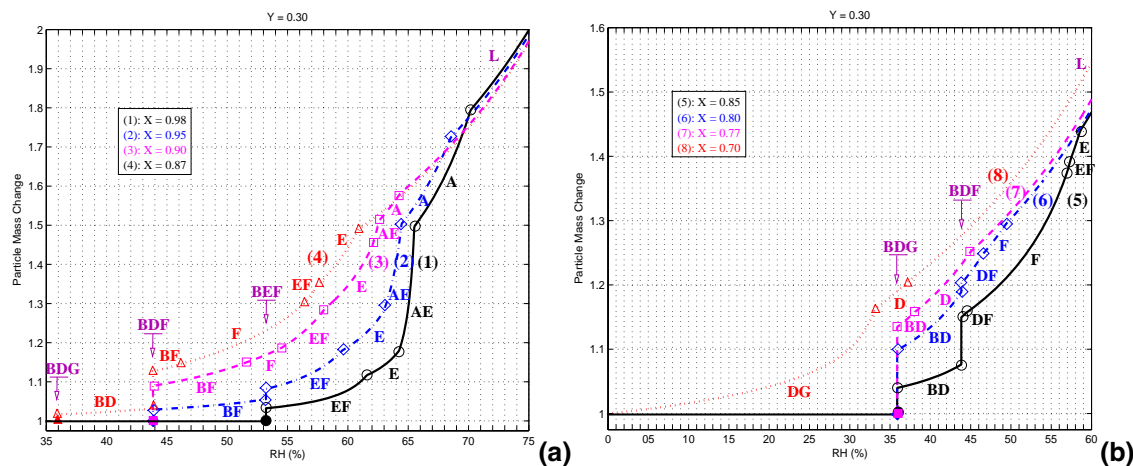 Y = 0.30
Particle Mass Change
2
1.9
1.8
1.7
1.6
1.5
1.4
1.3
1.2
1.1
1
35 40 45 50 55 60 65 70 75
RH (%)
(1): X = 0.98
(2): X = 0.95
(3): X = 0.90
(4): X = 0.87
L
A
A
A
AE
AE
AE
E
E
E
E
(1)
(2)
(3)
(4)
EF
EF
EF
EF
F
F
BF
BF
BF
BD
BEF
BDF
BDG
(a)
Y = 0.30
Particle Mass Change
1.6
1.5
1.4
1.3
1.2
1.1
1
0 05 10 15 20 25 30 35 40 45 50 55 60
RH (%)
(5): X = 0.85
(6): X = 0.80
(7): X = 0.77
(8): X = 0.70
L
E
EF
(5)
(6)
(7)
(8)
BDF
BDG
F
F
DF
DF
D
D
BD
BD
BD
DG
(b)